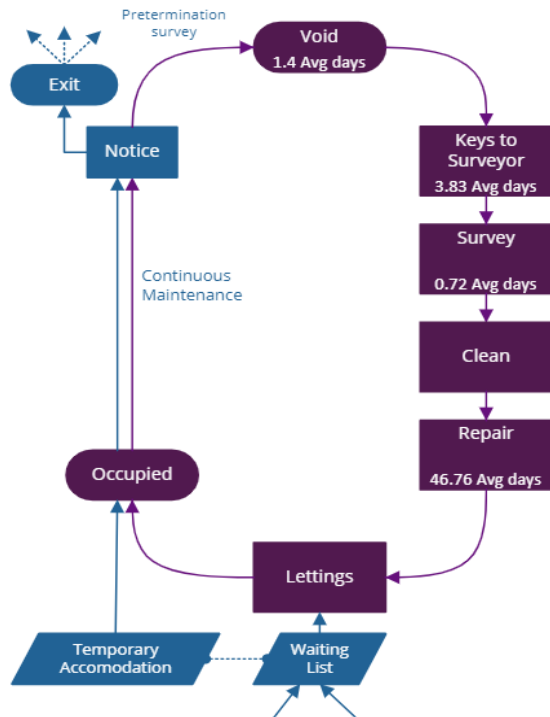 Pretermination
survey
Void
1.4 Avg days
Exit
Notice
Keys to
Surveyor
3.83 Avg days
Survey
0.72 Avg days
Continuous
Maintenance
Clean
Repair
46.76 Avg days
Occupied
Lettings
Temporary
Accomodation
Waiting
List